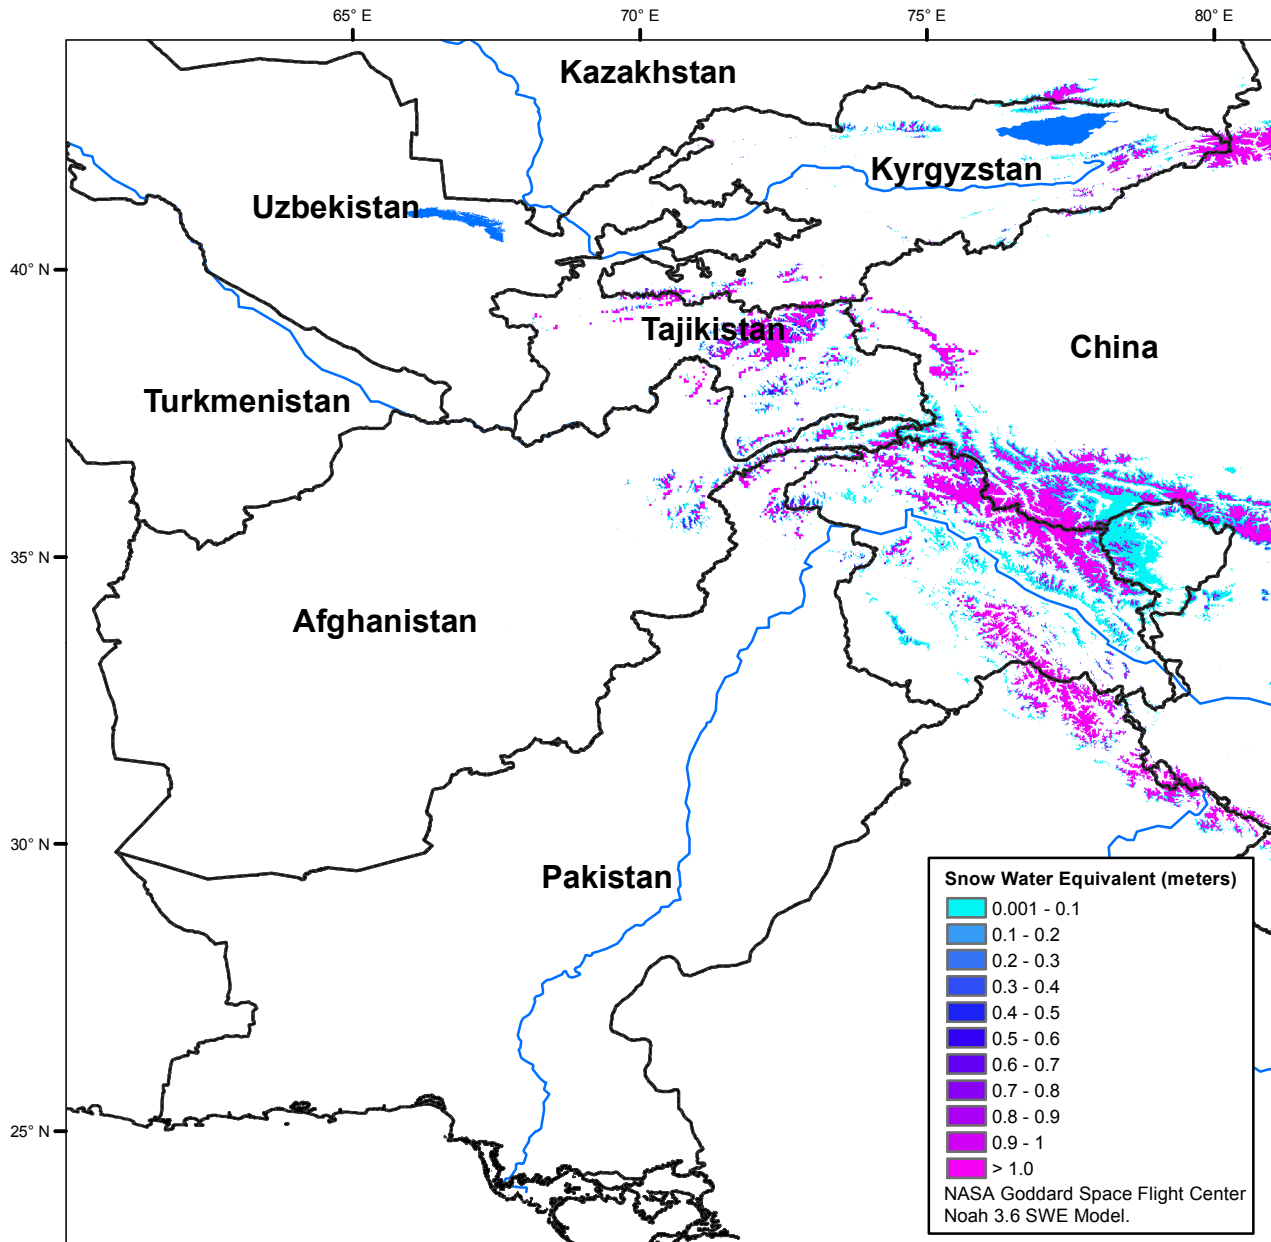 65° E
70° E
75° E
80° E
Kazakhstan
Kyrgyzstan
Uzbekistan
40° N
Tajikistan
China
Turkmenistan
35° N
Afghanistan
30° N
Pakistan
Snow Water Equivalent (meters)
0.001 - 0.1
0.1 - 0.2
0.2 - 0.3
0.3 - 0.4
0.4 - 0.5
0.5 - 0.6
0.6 - 0.7
0.7 - 0.8
0.8 - 0.9
0.9 - 1
> 1.0
NASA Goddard Space Flight Center
Noah 3.6 SWE Model.
25° N